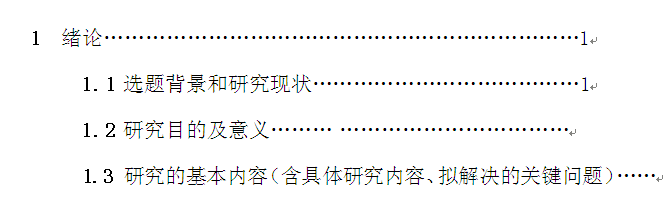 1 绪论…………………………………………………………1
1.1 选题背景和研究现状…………………………………1
1.2 研究目的及意义……… ……………………………
1.3 研究的基本内容（含具体研究内容、拟解决的关键问题）……